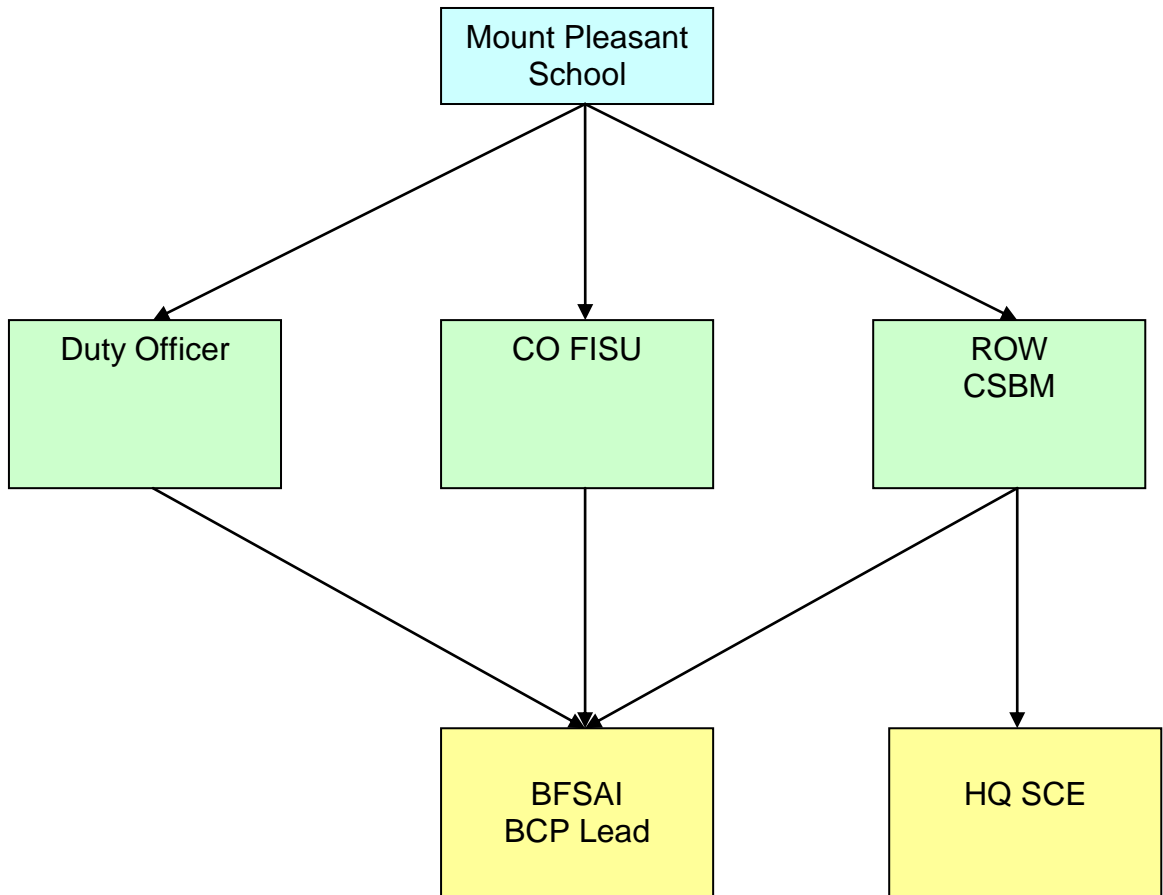 Mount Pleasant
School
Duty Officer
CO FISU
ROW
CSBM
BFSAI
BCP Lead
HQ SCE